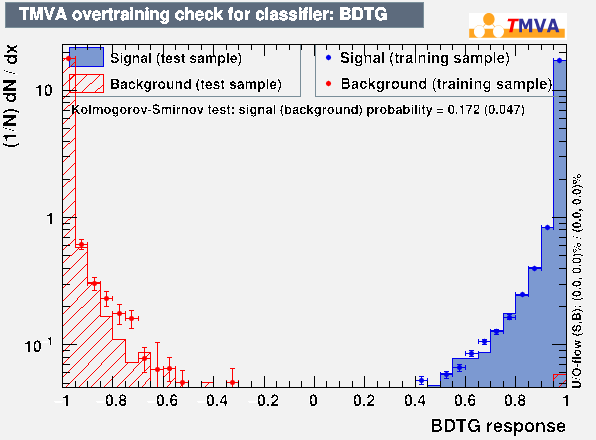 TMVA overtraining check for classifier: BDTG
TMVA
Signal (test sample)
Background (test sample)
Signal (training sample)
Background (training sample)
Kolmogorov-Smirnov test: signal (background) probability = 0.172 (0.047)
(1/N) dN / dx
10
1
10⁻¹
−1 −0.8 −0.6 −0.4 −0.2 0 0.2 0.4 0.6 0.8 1
BDTG response
U/O-flow (S,B): (0.0, 0.0)% / (0.0, 0.0)%